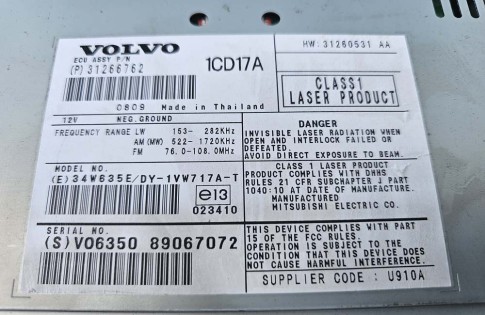 VOLVO
ECU ASSY P/N
(P) 31266762
1CD17A
HW:31260531 AA
CLASS1
LASER PRODUCT
0809 Made in Thailand
12V NEG.GROUND
FREQUENCY RANGE LW 153- 282KHz
AM(MW) 522- 1720KHz
FM 76.0-108.0MHz
MODEL NO.
(E)34W635E/DY-1VW717A-T
e13
023410
SERIAL NO.
(S)V06350 89067072
DANGER
INVISIBLE LASER RADIATION WHEN
OPEN AND INTERLOCK FAILED OR
DEFEATED.
AVOID DIRECT EXPOSURE TO BEAM.
CLASS 1 LASER PRODUCT
PRODUCT COMPLIES WITH DHHS
RULES 21 CFR SUBCHAPTER J PART
1040:10 AT DATE OF MANUFACTURE.
MANUFACTURED
MITSUBISHI ELECTRIC CO.
THIS DEVICE COMPLIES WITH PART
15 OF THE FCC RULES.
OPERATION IS SUBJECT TO THE
CONDITION THAT THIS DEVICE DOES
NOT CAUSE HARMFUL INTERFERENCE
SUPPLIER CODE : U910A